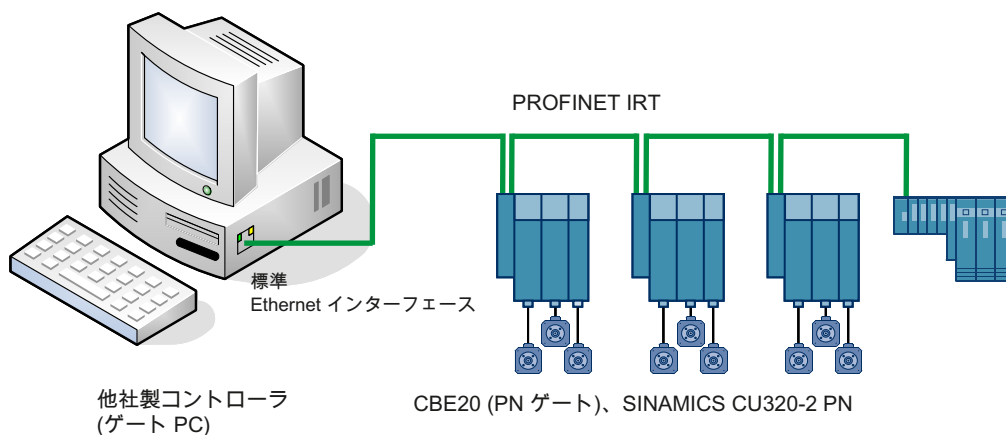 PROFINET IRT
標準
Ethernet インターフェース
他社製コントローラ
(ゲート PC)
CBE20 (PN ゲート)、SINAMICS CU320-2 PN